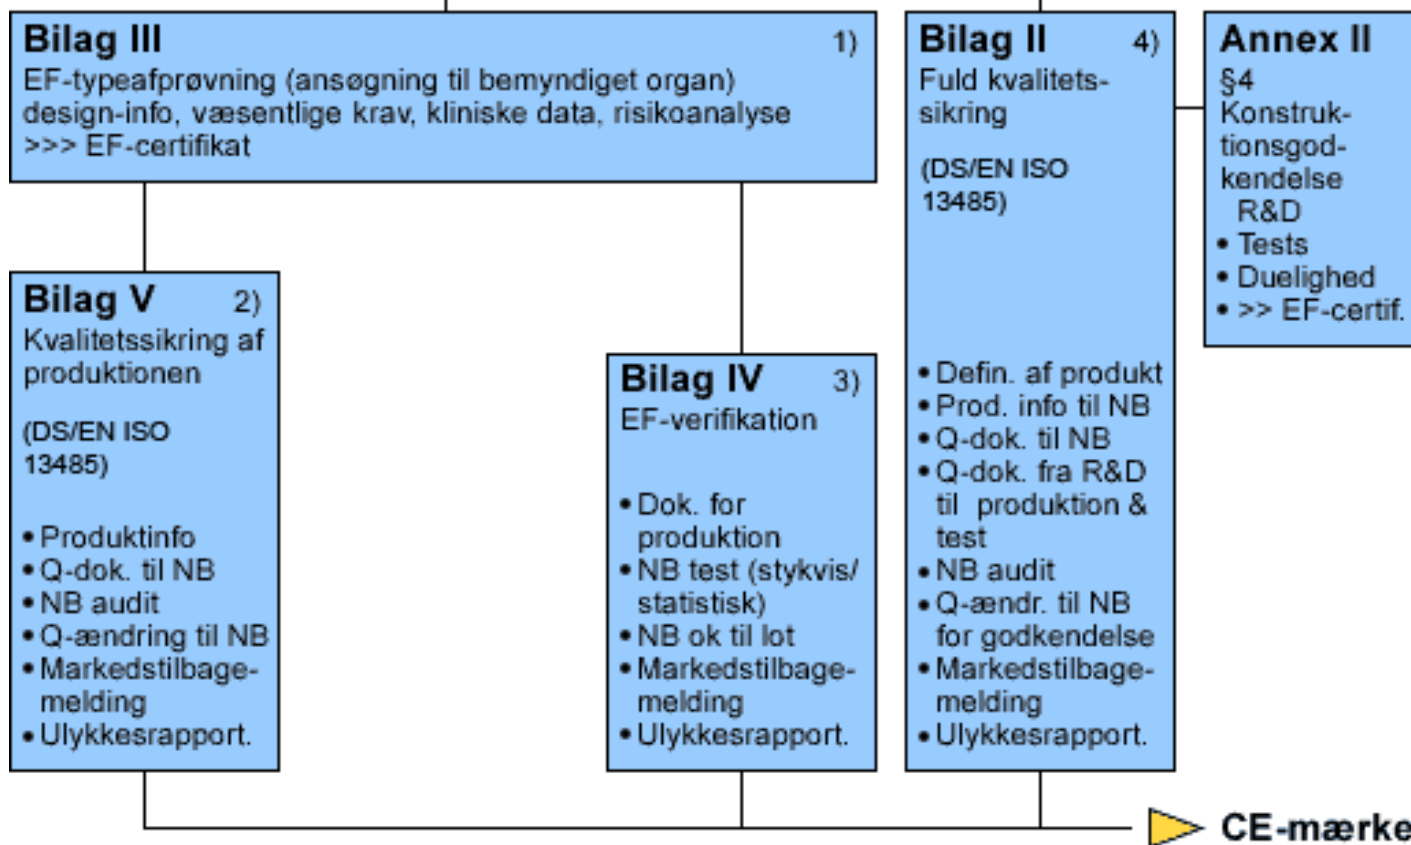 Bilag III 1)
EF-typeafprøvning (ansøgning til bemyndiget organ)
design-info, væsentlige krav, kliniske data, risikoanalyse
>>> EF-certifikat
Bilag V 2)
Kvalitetssikring af
produktionen
(DS/EN ISO
13485)
• Produktinfo
• Q-dok. til NB
• NB audit
• Q-ændring til NB
• Markedstilbage-
melding
• Ulykkesrapport.
Bilag IV 3)
EF-verifikation
• Dok. for
produktion
• NB test (stykvis/
statistisk)
• NB ok til lot
• Markedstilbage-
melding
• Ulykkesrapport.
Bilag II 4)
Fuld kvalitets-
sikring
(DS/EN ISO
13485)
• Defin. af produkt
• Prod. info til NB
• Q-dok. til NB
• Q-dok. fra R&D
til produktion &
test
• NB audit
• Q-ændr. til NB
for godkendelse
• Markedstilbage-
melding
• Ulykkesrapport.
Annex II
§4
Konstruk-
tionsgod-
kendelse
R&D
• Tests
• Duelighed
• >> EF-certif.
CE-mærke